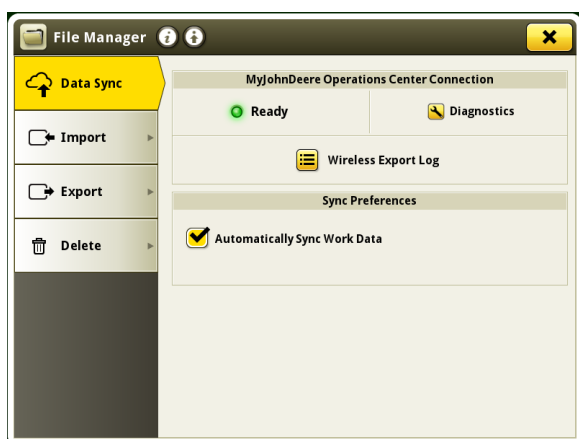 File Manager
Data Sync
Import
Export
Delete
MyJohnDeere Operations Center Connection
Ready
Diagnostics
Wireless Export Log
Sync Preferences
Automatically Sync Work Data